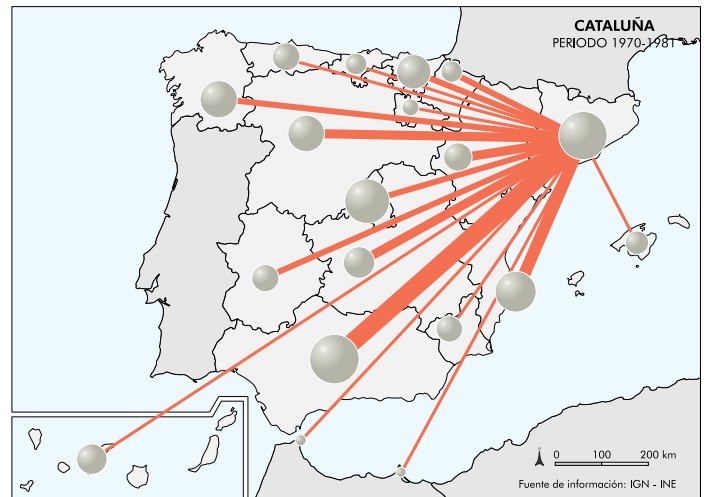 CATALUÑA
PERIODO 1970-1981
N
0 100 200 km
Fuente de información: IGN - INE